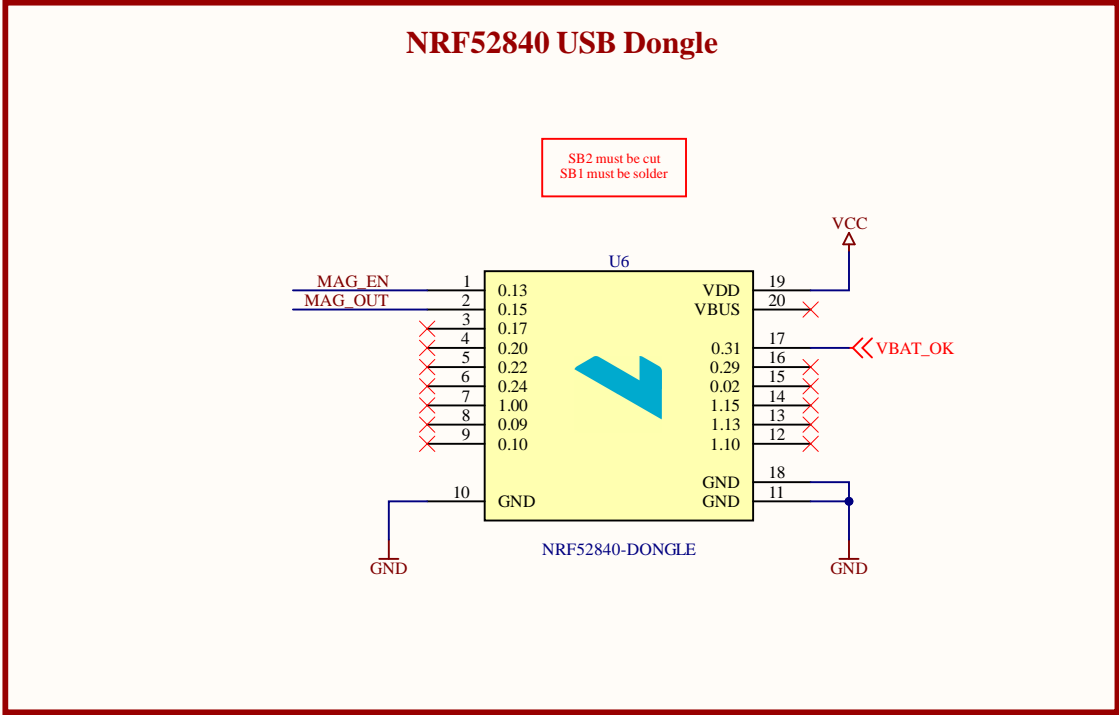 NRF52840 USB Dongle
SB2 must be cut
SB1 must be solder
VCC
U6
MAG_EN 1 0.13 VDD 19
MAG_OUT 2 0.15 VBUS 20
3 0.17
4 0.20 0.31 17 VBAT_OK
5 0.22 0.29 16
6 0.24 0.02 15
7 1.00 1.15 14
8 0.09 1.13 13
9 0.10 1.10 12
GND 18
10 GND GND 11
NRF52840-DONGLE
GND GND